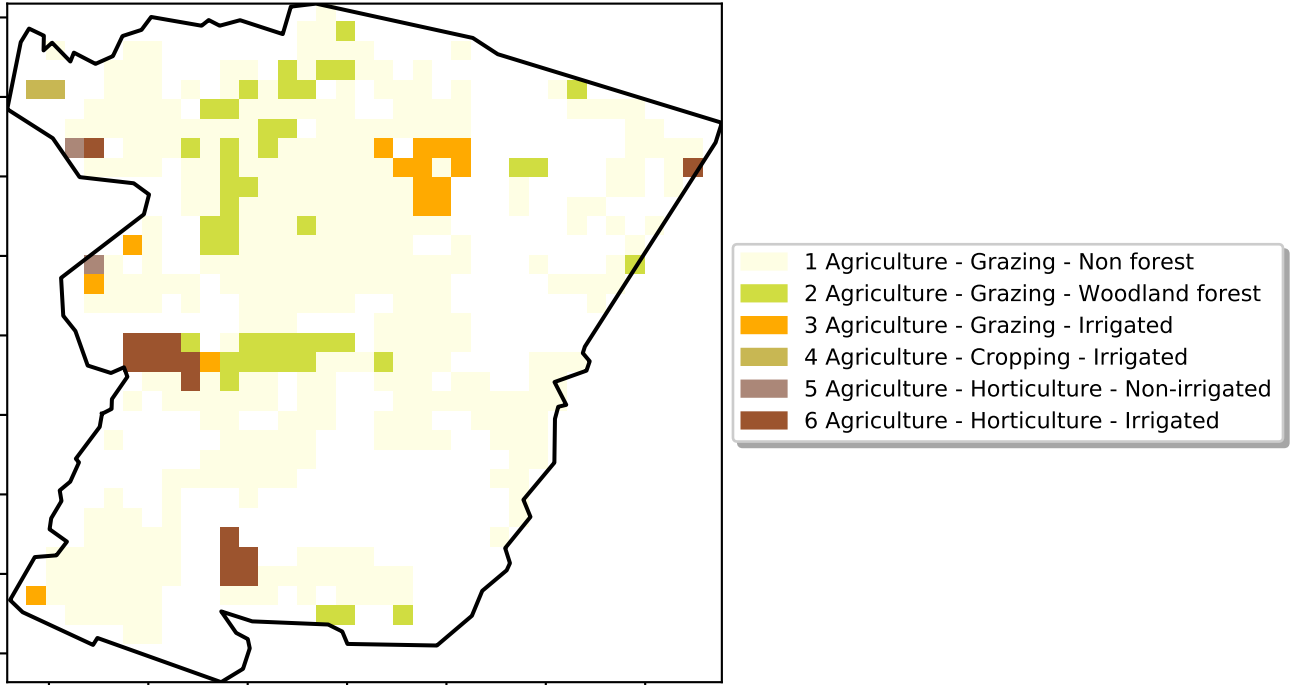 1 Agriculture - Grazing - Non forest
2 Agriculture - Grazing - Woodland forest
3 Agriculture - Grazing - Irrigated
4 Agriculture - Cropping - Irrigated
5 Agriculture - Horticulture - Non-irrigated
6 Agriculture - Horticulture - Irrigated